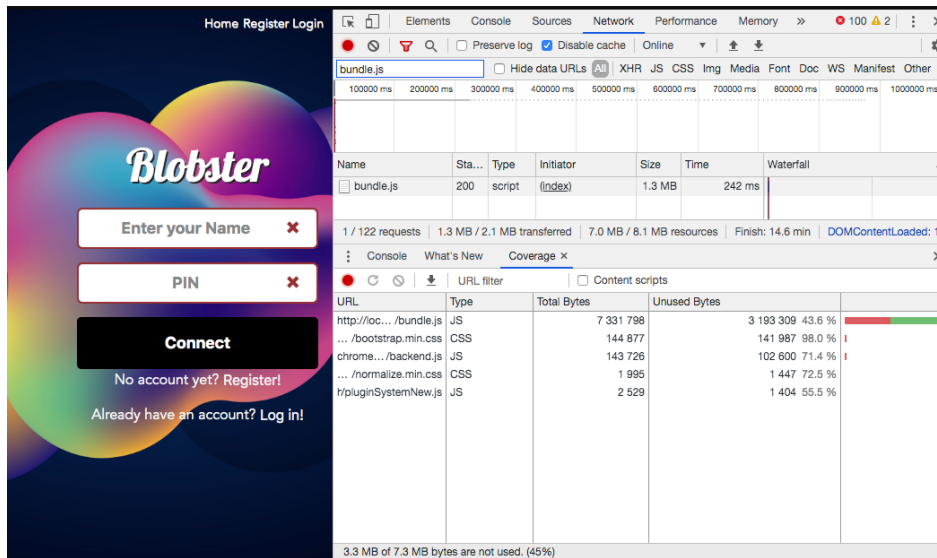 Home Register Login
Blobster
Enter your Name
PIN
Connect
No account yet? Register!
Already have an account? Log in!
Elements Console Sources Network Performance Memory » 100 2
Preserve log Disable cache Online
bundle.js Hide data URLs All XHR JS CSS Img Media Font Doc WS Manifest Other
100000 ms 200000 ms 300000 ms 400000 ms 500000 ms 600000 ms 700000 ms 800000 ms 900000 ms 1000000 ms
Name Sta... Type Initiator Size Time Waterfall
bundle.js 200 script (index) 1.3 MB 242 ms
1 / 122 requests 1.3 MB / 2.1 MB transferred 7.0 MB / 8.1 MB resources Finish: 14.6 min DOMContentLoaded: 1
Console What's New Coverage ×
URL filter Content scripts
URL Type Total Bytes Unused Bytes
http://loc... /bundle.js JS 7 331 798 3 193 309 43.6 %
... /bootstrap.min.css CSS 144 877 141 987 98.0 %
chrome.../backend.js JS 143 726 102 600 71.4 %
... /normalize.min.css CSS 1 995 1 447 72.5 %
h/pluginSystemNew.js JS 2 529 1 404 55.5 %
3.3 MB of 7.3 MB bytes are not used. (45%)